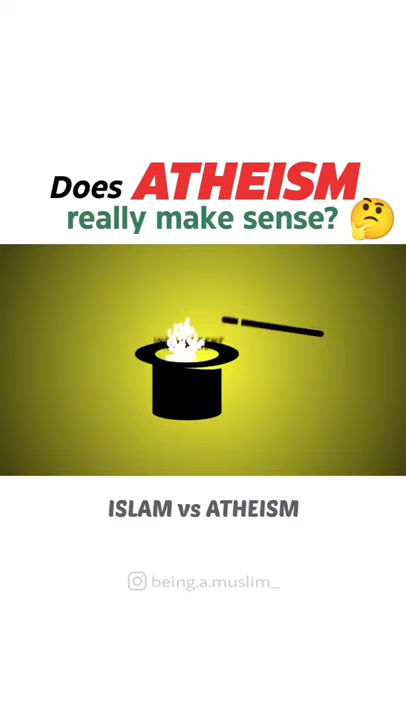 Does ATHEISM
really make sense?
ISLAM vs ATHEISM
being.a.muslim_